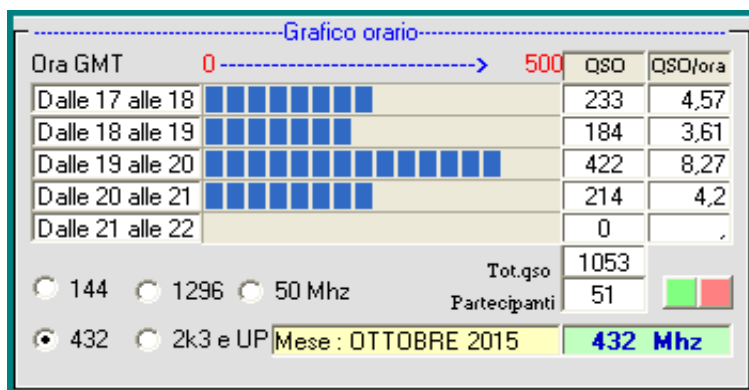 Grafico orario
Ora GMT 0 -----------------------------> 500 QSO QSO/ora
Dalle 17 alle 18 233 4,57
Dalle 18 alle 19 184 3,61
Dalle 19 alle 20 422 8,27
Dalle 20 alle 21 214 4,2
Dalle 21 alle 22 0 ,
Tot.qso 1053
144 1296 50 Mhz
Partecipanti 51
432 2k3 e UP Mese : OTTOBRE 2015 432 Mhz